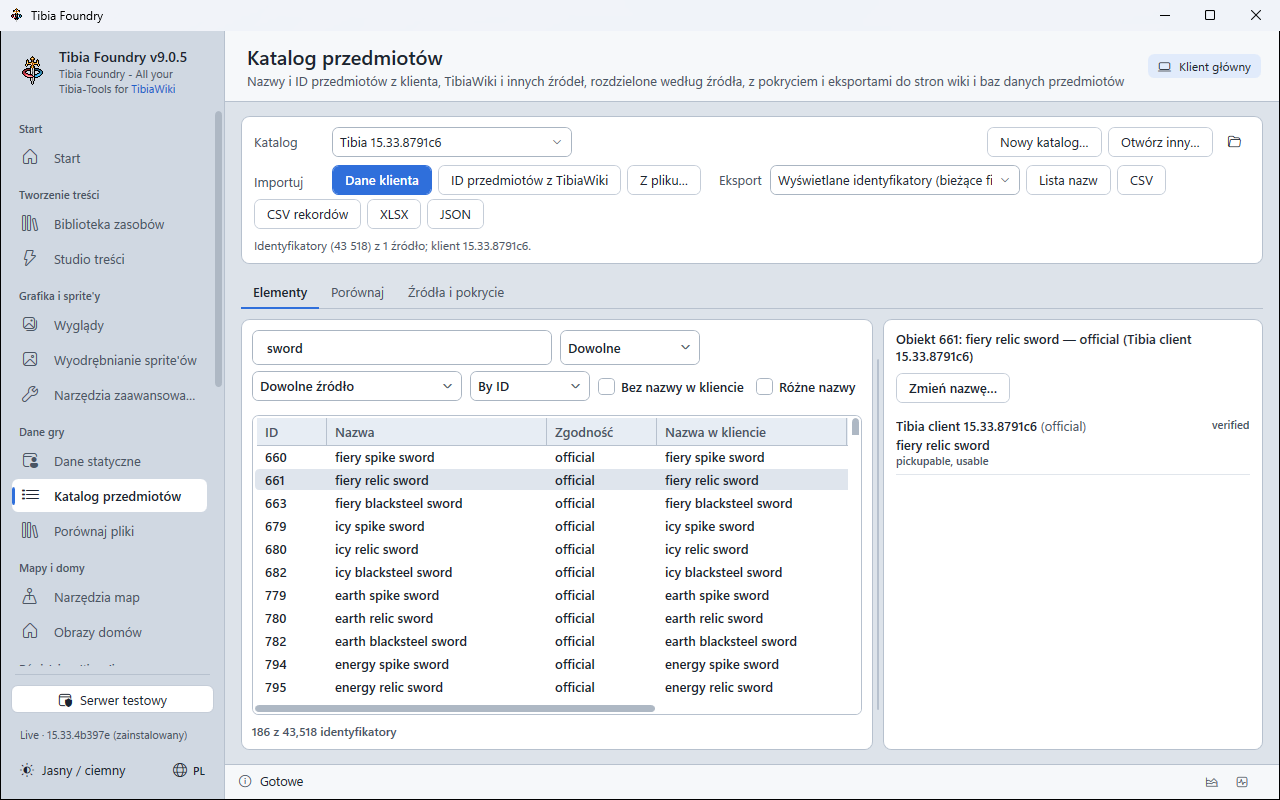 Tibia Foundry
Tibia Foundry v9.0.5
Tibia Foundry - All your
Tibia-Tools for TibiaWiki
Start
Start
Tworzenie treści
Biblioteka zasobów
Studio treści
Grafika i sprite'y
Wyglądy
Wyodrębnianie sprite'ów
Narzędzia zaawansowa...
Dane gry
Dane statyczne
Katalog przedmiotów
Porównaj pliki
Mapy i domy
Narzędzia map
Obrazy domów
Serwer testowy
Live · 15.33.4b397e (zainstalowany)
Jasny / ciemny
PL
Katalog przedmiotów
Nazwy i ID przedmiotów z klienta, TibiaWiki i innych źródeł, rozdzielone według źródła, z pokryciem i eksportami do stron wiki i baz danych przedmiotów
Klient główny
Katalog
Tibia 15.33.8791c6
Nowy katalog...
Otwórz inny...
Importuj
Dane klienta
ID przedmiotów z TibiaWiki
Z pliku...
Eksport
Wyświetlane identyfikatory (bieżące fi
Lista nazw
CSV
CSV rekordów
XLSX
JSON
Identyfikatory (43 518) z 1 źródło; klient 15.33.8791c6.
Elementy
Porównaj
Źródła i pokrycie
sword
Dowolne
Dowolne źródło
By ID
Bez nazwy w kliencie
Różne nazwy
ID Nazwa Zgodność Nazwa w kliencie
660 fiery spike sword official fiery spike sword
661 fiery relic sword official fiery relic sword
663 fiery blacksteel sword official fiery blacksteel sword
679 icy spike sword official icy spike sword
680 icy relic sword official icy relic sword
682 icy blacksteel sword official icy blacksteel sword
779 earth spike sword official earth spike sword
780 earth relic sword official earth relic sword
782 earth blacksteel sword official earth blacksteel sword
794 energy spike sword official energy spike sword
795 energy relic sword official energy relic sword
186 z 43,518 identyfikatory
Obiekt 661: fiery relic sword — official (Tibia client
15.33.8791c6)
Zmień nazwę...
Tibia client 15.33.8791c6 (official)
verified
fiery relic sword
pickupable, usable
Gotowe